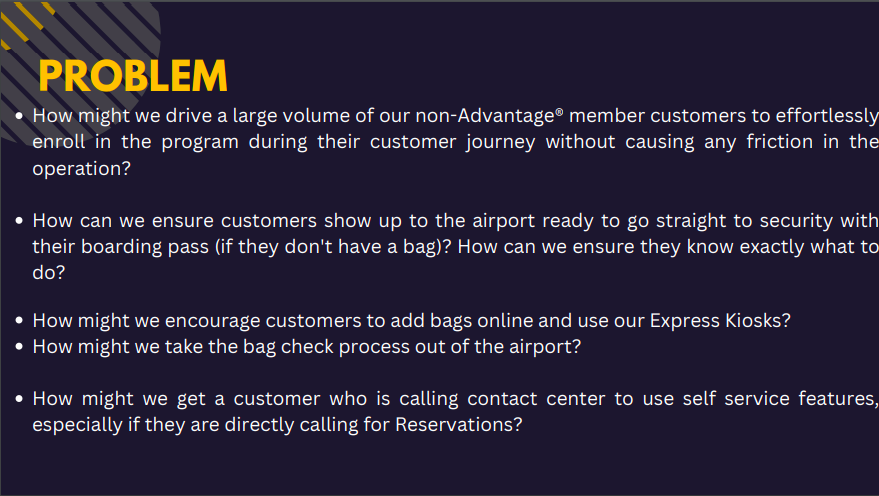 PROBLEM
• How might we drive a large volume of our non-Advantage® member customers to effortlessly
enroll in the program during their customer journey without causing any friction in the
operation?
• How can we ensure customers show up to the airport ready to go straight to security with
their boarding pass (if they don't have a bag)? How can we ensure they know exactly what to
do?
• How might we encourage customers to add bags online and use our Express Kiosks?
• How might we take the bag check process out of the airport?
• How might we get a customer who is calling contact center to use self service features,
especially if they are directly calling for Reservations?